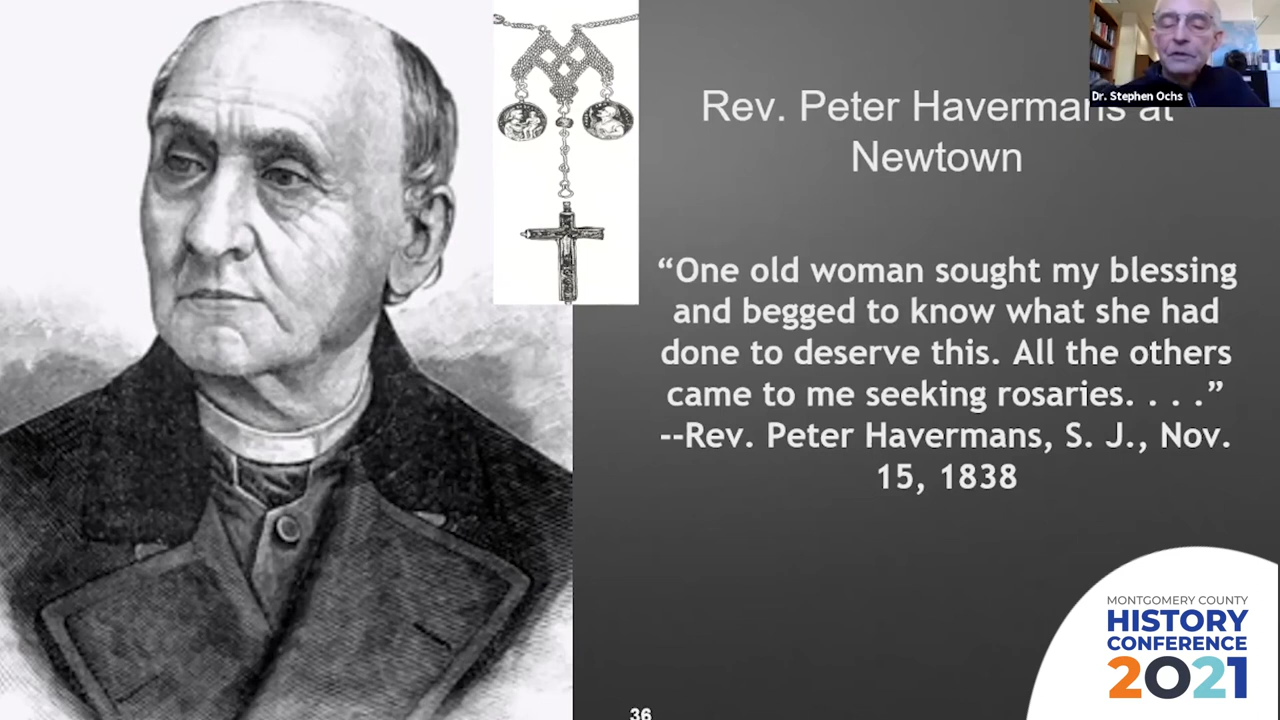 Dr. Stephen Ochs
Rev. Peter Havermans at
Newtown
“One old woman sought my blessing
and begged to know what she had
done to deserve this. All the others
came to me seeking rosaries. . . .”
--Rev. Peter Havermans, S. J., Nov.
15, 1838
MONTGOMERY COUNTY
HISTORY
CONFERENCE
2021
36